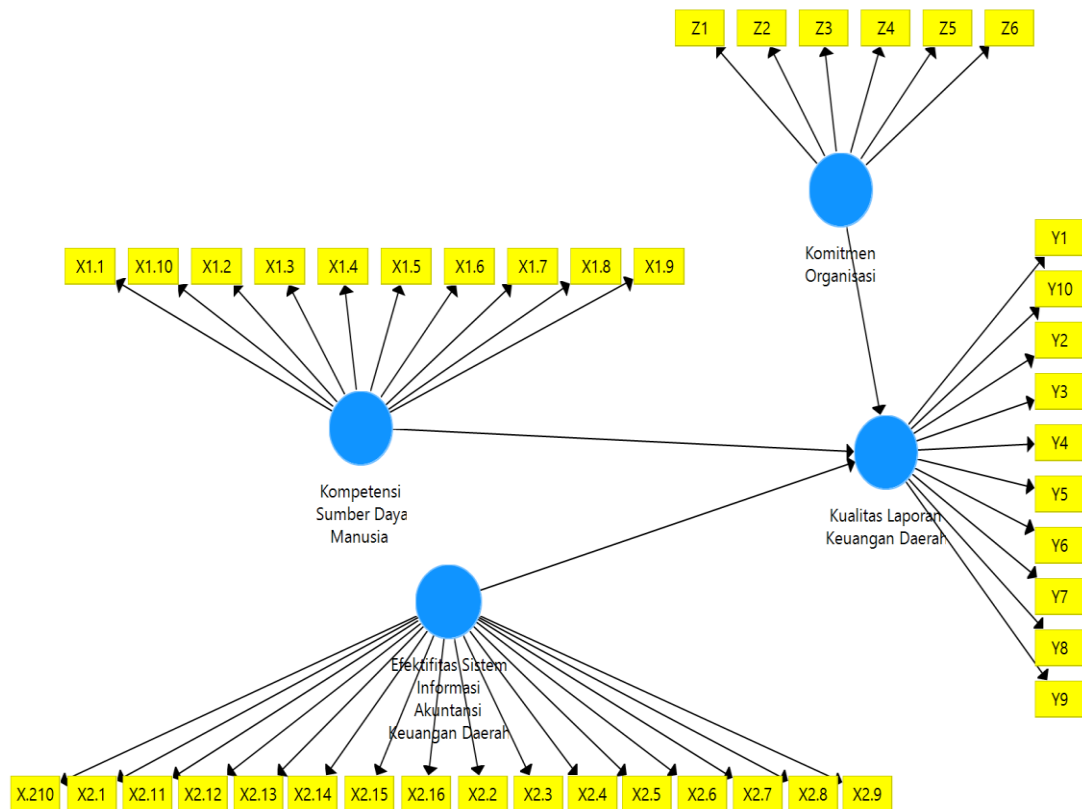 Z1 Z2 Z3 Z4 Z5 Z6
Komitmen
Organisasi
X1.1 X1.10 X1.2 X1.3 X1.4 X1.5 X1.6 X1.7 X1.8 X1.9
Kompetensi
Sumber Daya
Manusia
Y1
Y10
Y2
Y3
Y4
Y5
Y6
Y7
Y8
Y9
Kualitas Laporan
Keuangan Daerah
Efektifitas Sistem
Informasi
Akuntansi
Keuangan Daerah
X.210 X2.1 X2.11 X2.12 X2.13 X2.14 X2.15 X2.16 X2.2 X2.3 X2.4 X2.5 X2.6 X2.7 X2.8 X2.9